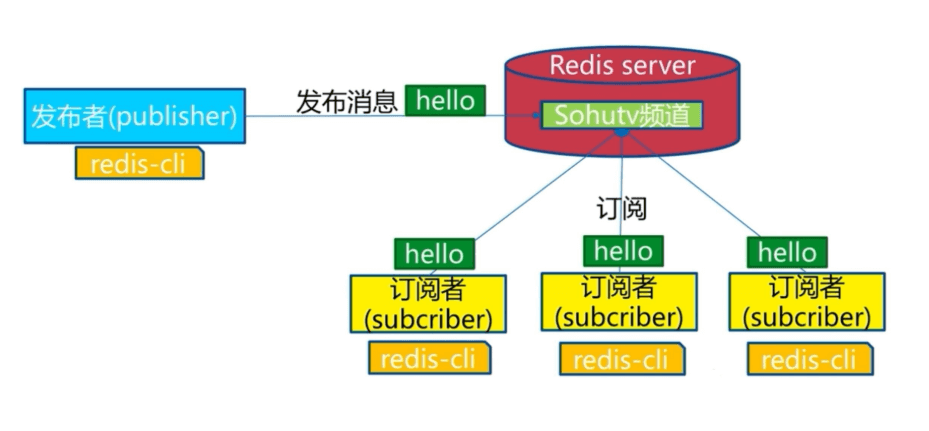 Redis server
发布者(publisher)
发布消息
hello
Sohutv频道
redis-cli
订阅
hello
hello
hello
订阅者
(subcriber)
订阅者
(subcriber)
订阅者
(subcriber)
redis-cli
redis-cli
redis-cli